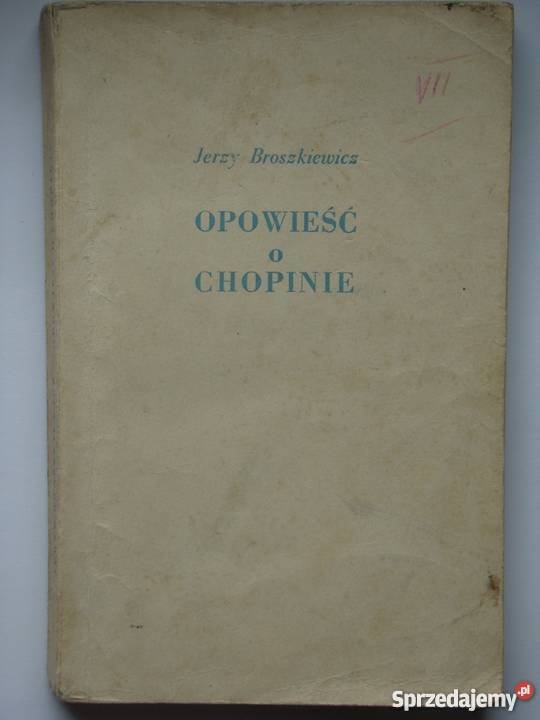 VII
Jerzy Broszkiewicz
OPOWIEŚĆ
o
CHOPINIE
Sprzedajemy.pl